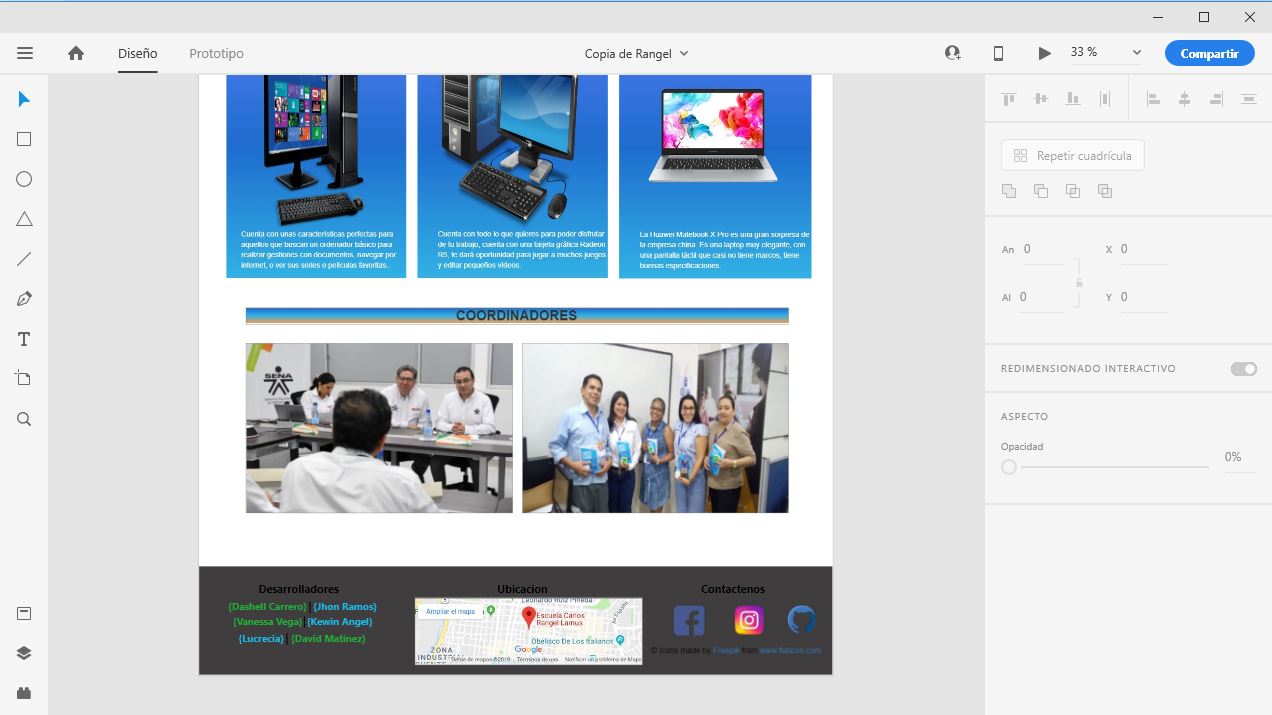 Diseño
Prototipo
Copia de Rangel
33 %
Compartir
Repetir cuadrícula
An 0
X 0
Al 0
Y 0
REDIMENSIONADO INTERACTIVO
ASPECTO
Opacidad
0%
Cuenta con unas características perfectas para
aquellos que buscan un ordenador básico para
realizar gestiones con documentos, navegar por
internet, o ver sus series o películas favoritas..
Cuenta con todo lo que quieres para poder disfrutar
de tu trabajo, cuenta con una tarjeta gráfica Radeon
R5, te dará oportunidad para jugar a muchos juegos
y editar pequeños vídeos.
La Huawei Matebook X Pro es una gran sorpresa de
la empresa china. Es una laptop muy elegante, con
una pantalla táctil que casi no tiene marcos, tiene
buenas especificaciones.
COORDINADORES
SENA
Desarrolladores
{Dashell Carrero} | {Jhon Ramos}
{Vanessa Vega} | {Kewin Angel}
{Lucrecia} | {David Matinez}
Ubicacion
Leonardo Ruiz Pineda
Ampliar el mapa
Av España
Escuela Carlos
Rangel Lamus
Obelisco De Los Italianos
ZONA
INDUSTRIAL
Google
Datos de mapas ©2019
Términos de uso
Notificar un problema de Maps
Contactenos
© Icons made by Freepik from www.flaticon.com